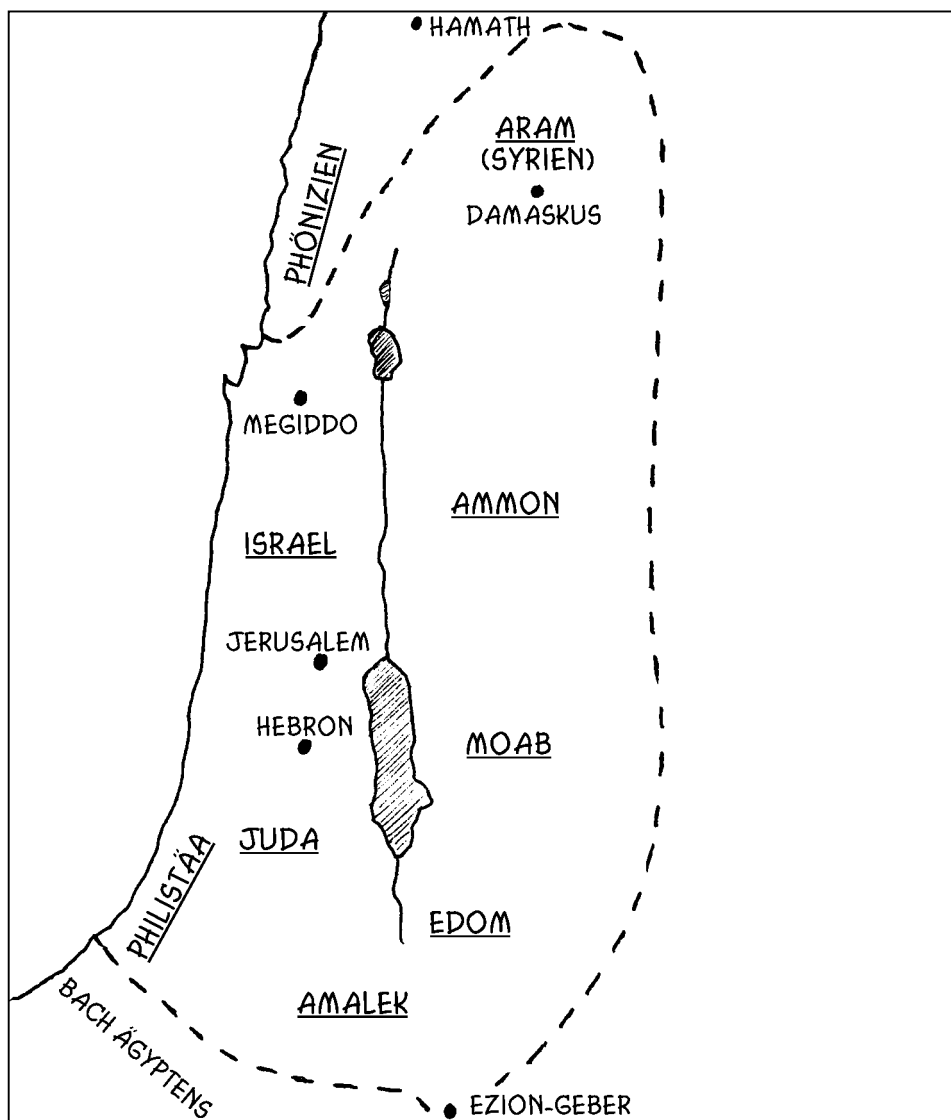 HAMATH
ARAM
(SYRIEN)
DAMASKUS
PHÖNIZIEN
MEGIDDO
AMMON
ISRAEL
JERUSALEM
HEBRON
MOAB
JUDA
PHILISTÄA
EDOM
AMALEK
BACH ÄGYPTENS
EZION-GEBER